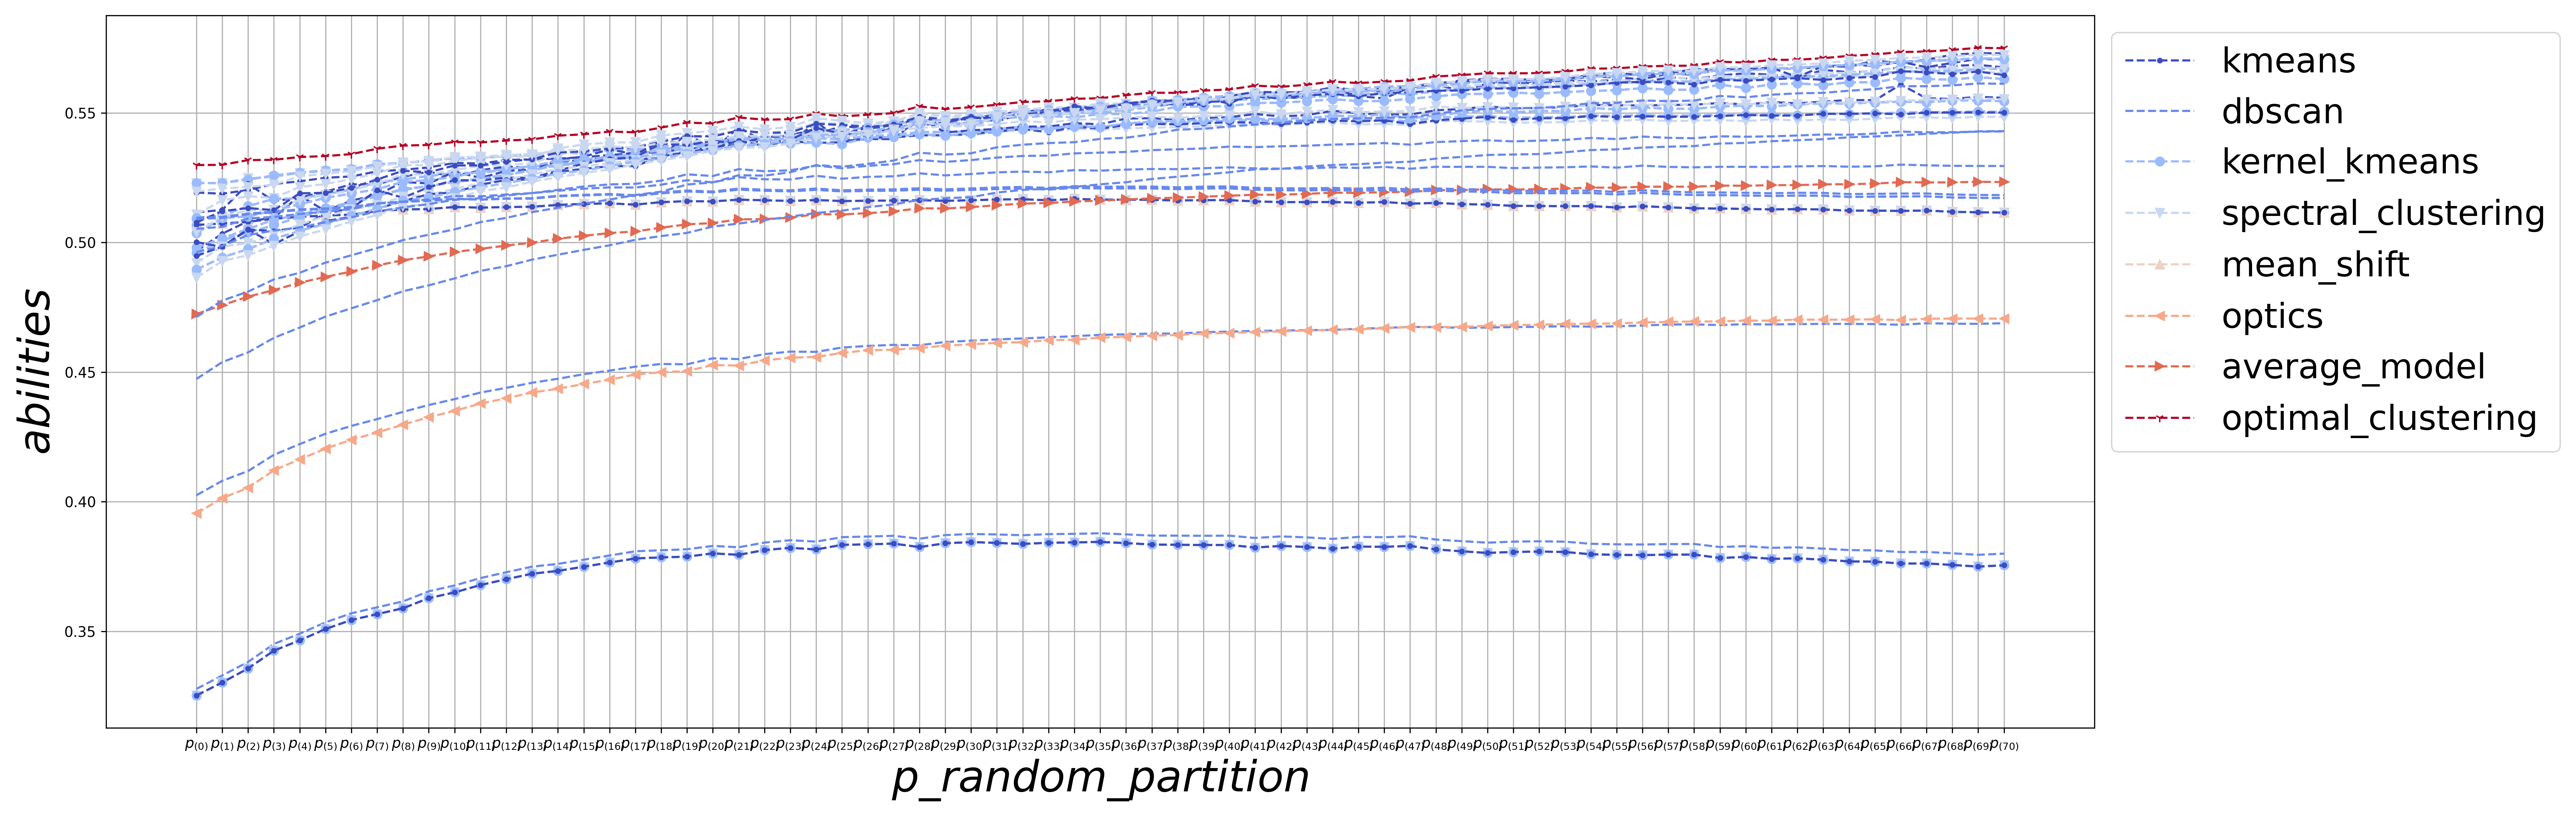 abilities
0.55
0.50
0.45
0.40
0.35
p(0) p(1) p(2) p(3) p(4) p(5) p(6) p(7) p(8) p(9) p(10) p(11) p(12) p(13) p(14) p(15) p(16) p(17) p(18) p(19) p(20) p(21) p(22) p(23) p(24) p(25) p(26) p(27) p(28) p(29) p(30) p(31) p(32) p(33) p(34) p(35) p(36) p(37) p(38) p(39) p(40) p(41) p(42) p(43) p(44) p(45) p(46) p(47) p(48) p(49) p(50) p(51) p(52) p(53) p(54) p(55) p(56) p(57) p(58) p(59) p(60) p(61) p(62) p(63) p(64) p(65) p(66) p(67) p(68) p(69) p(70)
p_random_partition
kmeans
dbscan
kernel_kmeans
spectral_clustering
mean_shift
optics
average_model
optimal_clustering